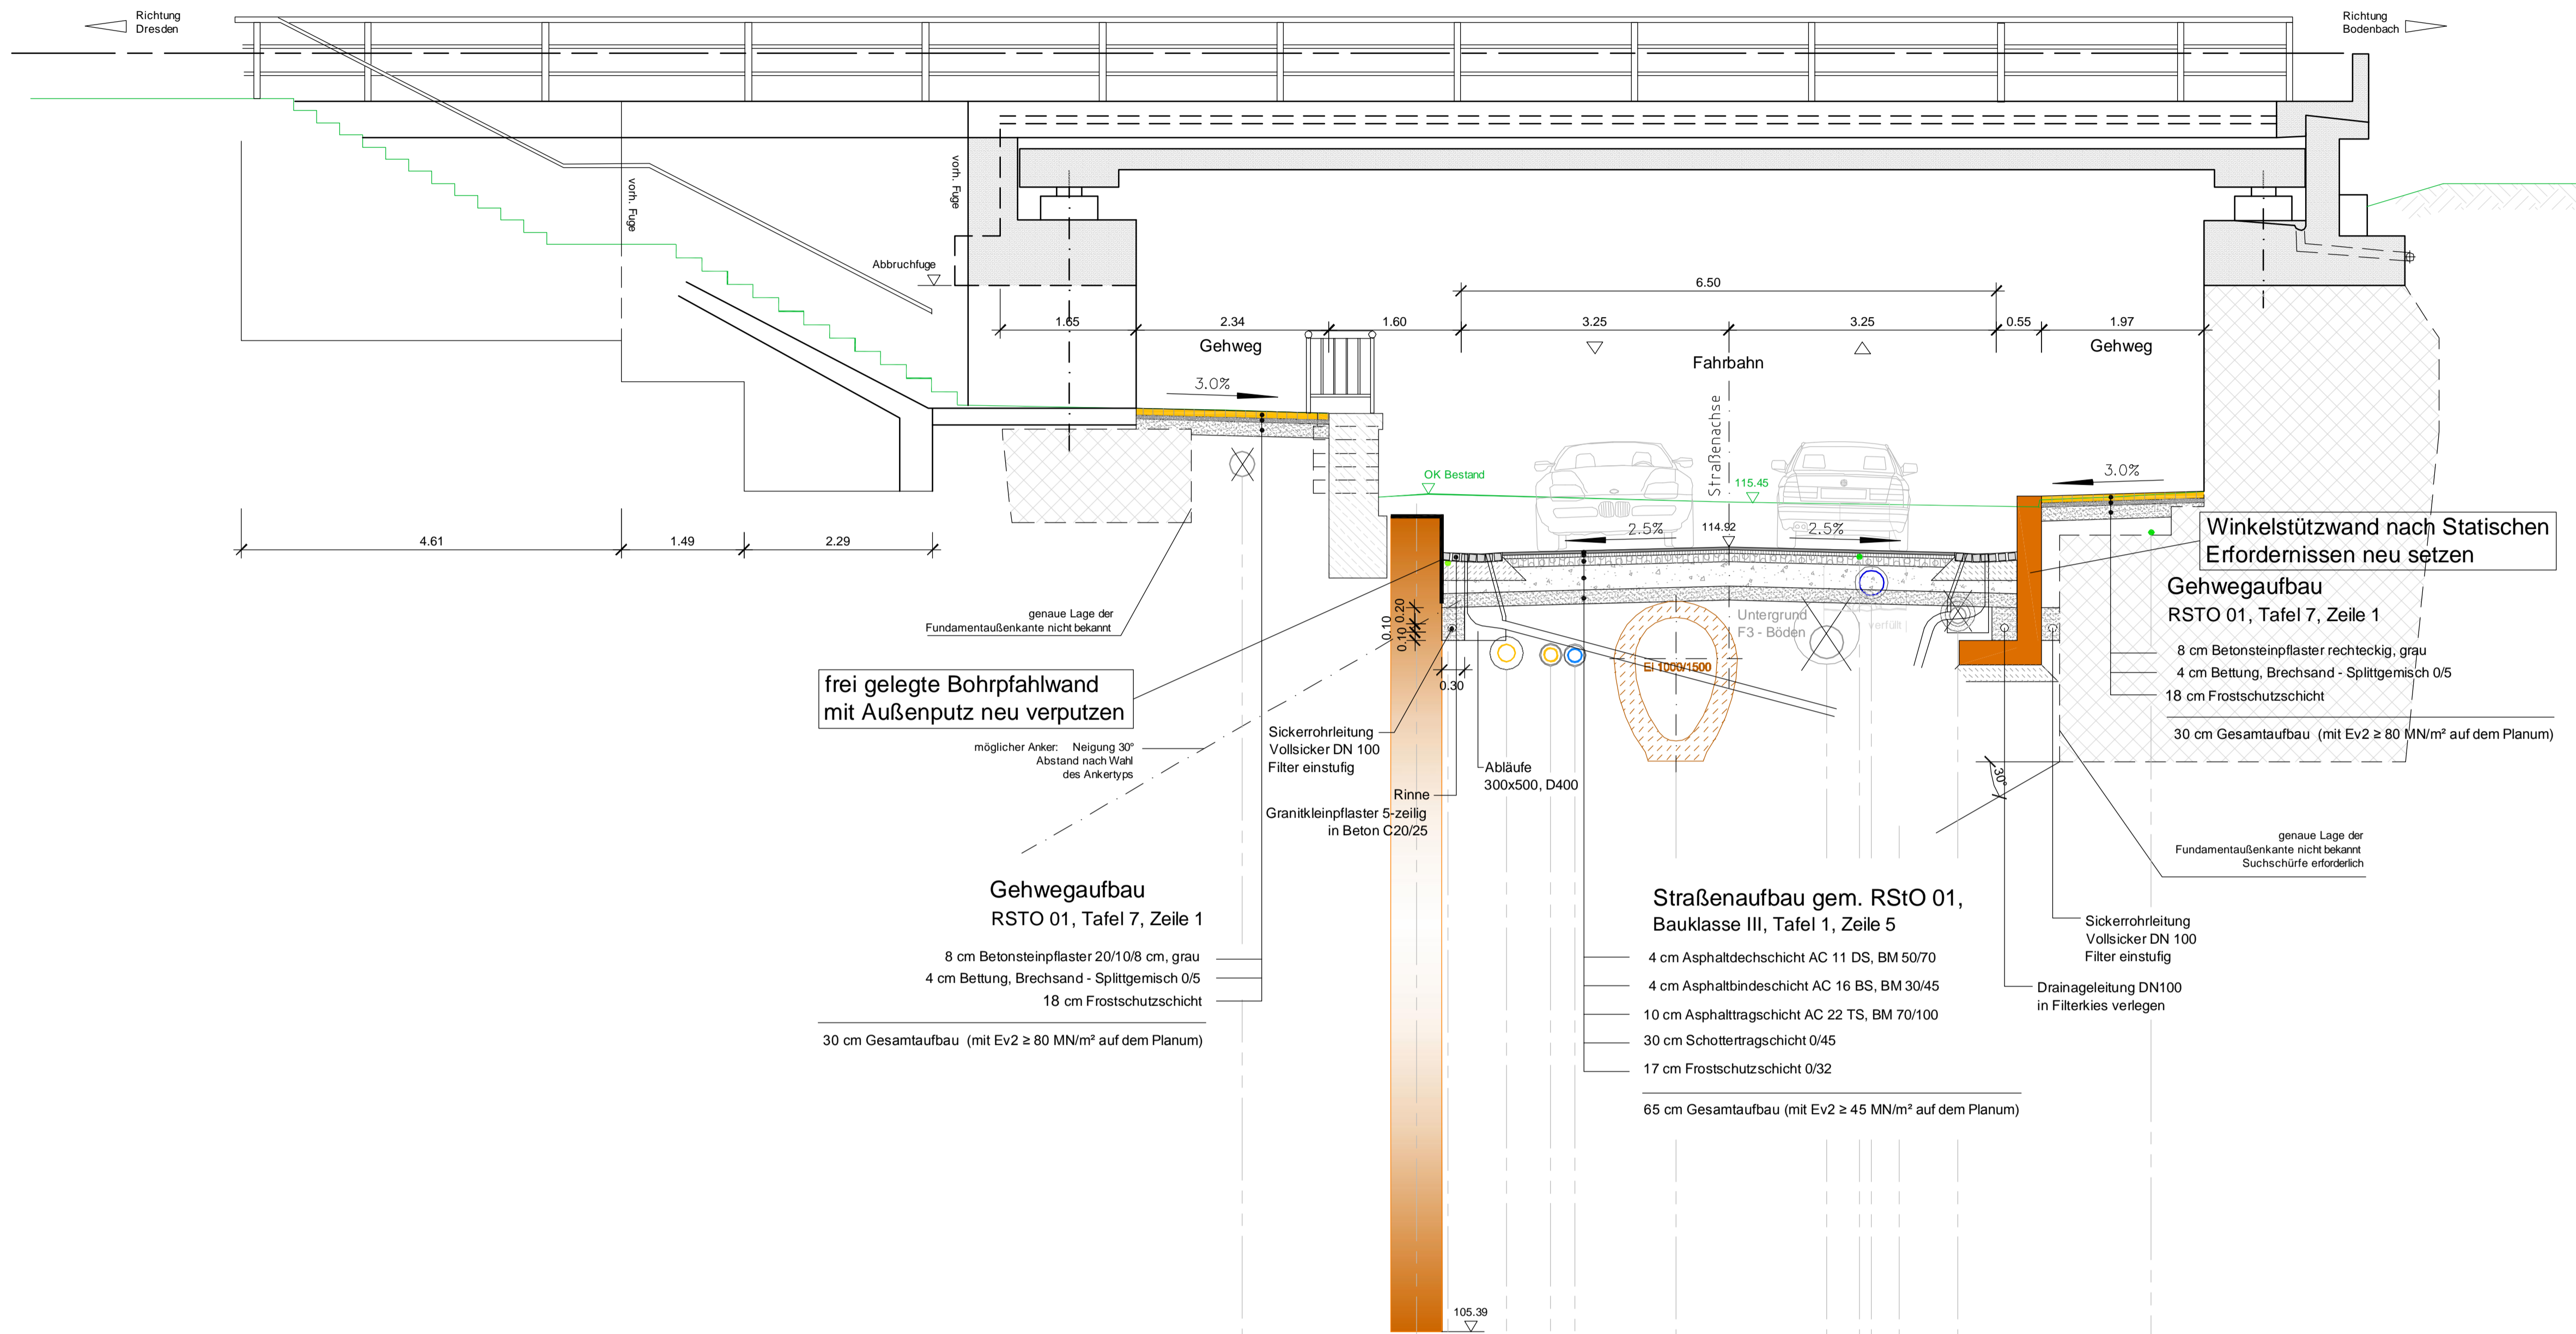 Richtung
Dresden
Richtung
Bodenbach
vorh. Fuge
vorh. Fuge
Abbruchfuge
6.50
1.65
2.34
1.60
3.25
3.25
0.55
1.97
Gehweg
Gehweg
Fahrbahn
3.0%
Straßenachse
OK Bestand
115.45
3.0%
2.5%
114.92
2.5%
4.61
1.49
2.29
Winkelstützwand nach Statischen
Erfordernissen neu setzen
Gehwegaufbau
RSTO 01, Tafel 7, Zeile 1
8 cm Betonsteinpflaster rechteckig, grau
4 cm Bettung, Brechsand - Splittgemisch 0/5
18 cm Frostschutzschicht
30 cm Gesamtaufbau (mit Ev2 ≥ 80 MN/m² auf dem Planum)
genaue Lage der
Fundamentaußenkante nicht bekannt
0.10
0.10 0.20
0.30
Untergrund
F3 - Böden
verfüllt
EI 1000/1500
frei gelegte Bohrpfahlwand
mit Außenputz neu verputzen
möglicher Anker: Neigung 30°
Abstand nach Wahl
des Ankertyps
Sickerrohrleitung
Vollsicker DN 100
Filter einstufig
Abläufe
300x500, D400
Rinne
Granitkleinpflaster 5-zeilig
in Beton C20/25
30°
genaue Lage der
Fundamentaußenkante nicht bekannt
Suchschürfe erforderlich
Gehwegaufbau
RSTO 01, Tafel 7, Zeile 1
8 cm Betonsteinpflaster 20/10/8 cm, grau
4 cm Bettung, Brechsand - Splittgemisch 0/5
18 cm Frostschutzschicht
30 cm Gesamtaufbau (mit Ev2 ≥ 80 MN/m² auf dem Planum)
Straßenaufbau gem. RStO 01,
Bauklasse III, Tafel 1, Zeile 5
4 cm Asphaltdechschicht AC 11 DS, BM 50/70
4 cm Asphaltbindeschicht AC 16 BS, BM 30/45
10 cm Asphalttragschicht AC 22 TS, BM 70/100
30 cm Schottertragschicht 0/45
17 cm Frostschutzschicht 0/32
65 cm Gesamtaufbau (mit Ev2 ≥ 45 MN/m² auf dem Planum)
Sickerrohrleitung
Vollsicker DN 100
Filter einstufig
Drainageleitung DN100
in Filterkies verlegen
105.39